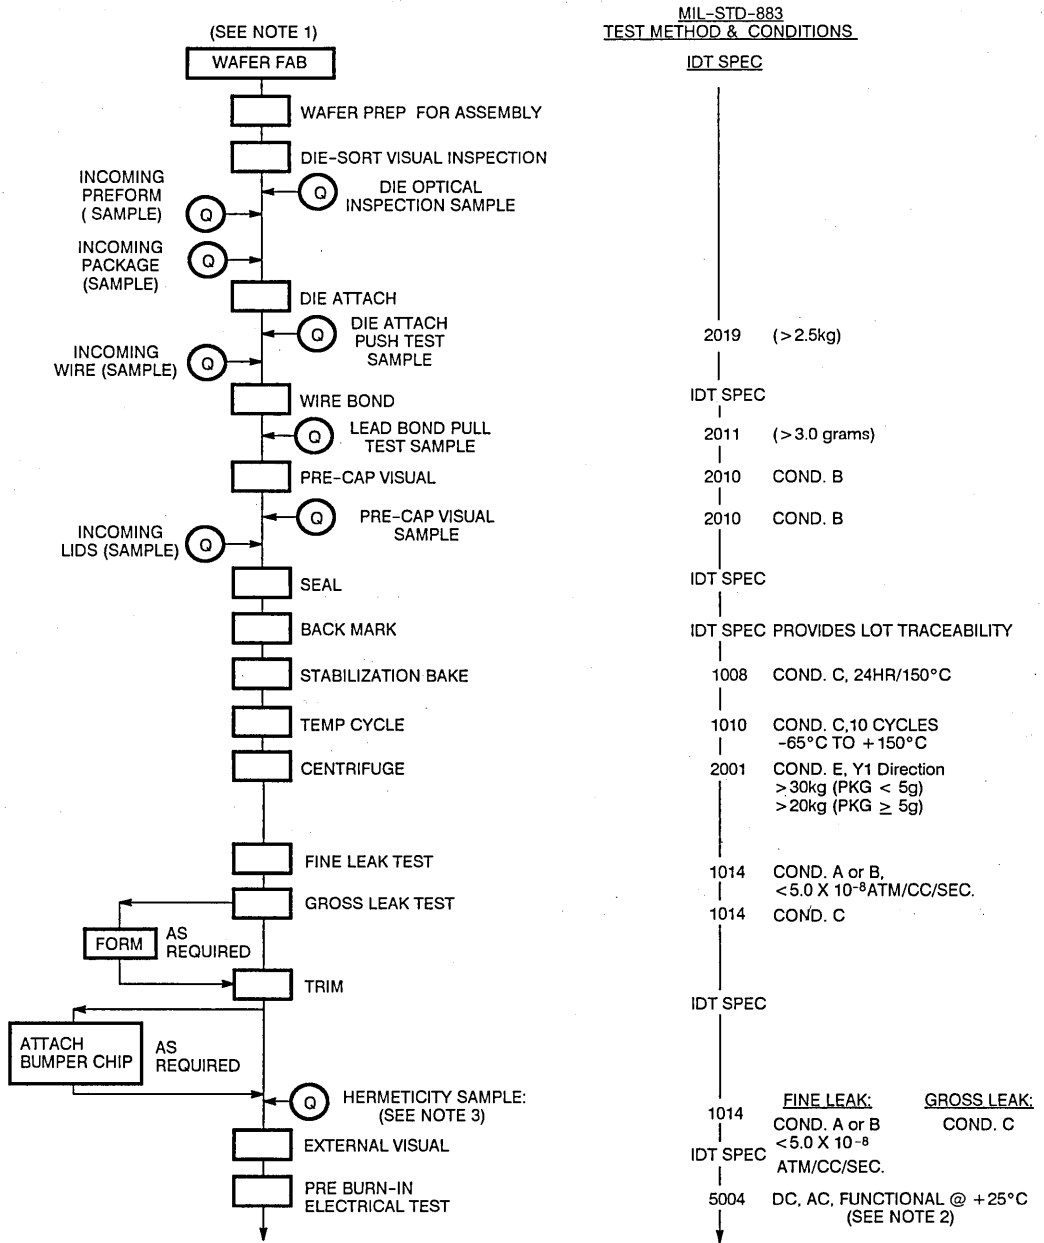 MIL-STD-883
TEST METHOD & CONDITIONS
(SEE NOTE 1)
WAFER FAB
IDT SPEC
WAFER PREP FOR ASSEMBLY
DIE-SORT VISUAL INSPECTION
INCOMING
PREFORM
( SAMPLE)
Q
Q
DIE OPTICAL
INSPECTION SAMPLE
INCOMING
PACKAGE
(SAMPLE)
Q
DIE ATTACH
Q
DIE ATTACH
PUSH TEST
SAMPLE
2019 (>2.5kg)
INCOMING
WIRE (SAMPLE)
Q
WIRE BOND
IDT SPEC
Q
LEAD BOND PULL
TEST SAMPLE
2011 (>3.0 grams)
PRE-CAP VISUAL
2010 COND. B
Q
PRE-CAP VISUAL
SAMPLE
2010 COND. B
INCOMING
LIDS (SAMPLE)
Q
SEAL
IDT SPEC
BACK MARK
IDT SPEC PROVIDES LOT TRACEABILITY
STABILIZATION BAKE
1008 COND. C, 24HR/150°C
TEMP CYCLE
1010 COND. C,10 CYCLES
-65°C TO +150°C
CENTRIFUGE
2001 COND. E, Y1 Direction
>30kg (PKG < 5g)
>20kg (PKG ≥ 5g)
FINE LEAK TEST
1014 COND. A or B,
<5.0 X 10⁻⁸ATM/CC/SEC.
GROSS LEAK TEST
1014 COND. C
FORM
AS
REQUIRED
TRIM
IDT SPEC
ATTACH
BUMPER CHIP
AS
REQUIRED
Q
HERMETICITY SAMPLE:
(SEE NOTE 3)
FINE LEAK: GROSS LEAK:
1014 COND. A or B COND. C
<5.0 X 10⁻⁸
ATM/CC/SEC.
EXTERNAL VISUAL
IDT SPEC
PRE BURN-IN
ELECTRICAL TEST
5004 DC, AC, FUNCTIONAL @ +25°C
(SEE NOTE 2)